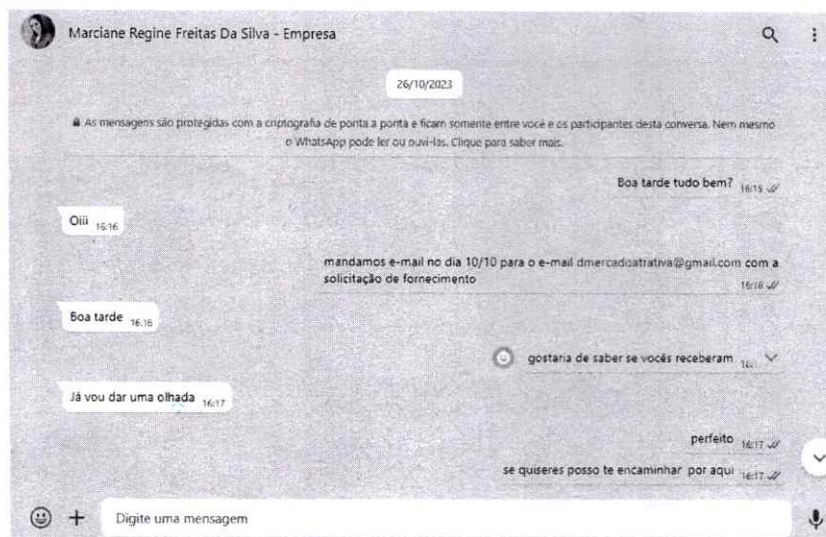 Marciane Regine Freitas Da Silva - Empresa
26/10/2023
As mensagens são protegidas com a criptografia de ponta a ponta e ficam somente entre você e os participantes desta conversa. Nem mesmo
o WhatsApp pode ler ou ouvi-las. Clique para saber mais.
Boa tarde tudo bem? 16:15
Oiii 16:16
mandamos e-mail no dia 10/10 para o e-mail dmercadoatrativa@gmail.com com a
solicitação de fornecimento 16:16
Boa tarde 16:16
gostaria de saber se vocês receberam 16:
Já vou dar uma olhada 16:17
perfeito 16:17
se quiseres posso te encaminhar por aqui 16:17
Digite uma mensagem